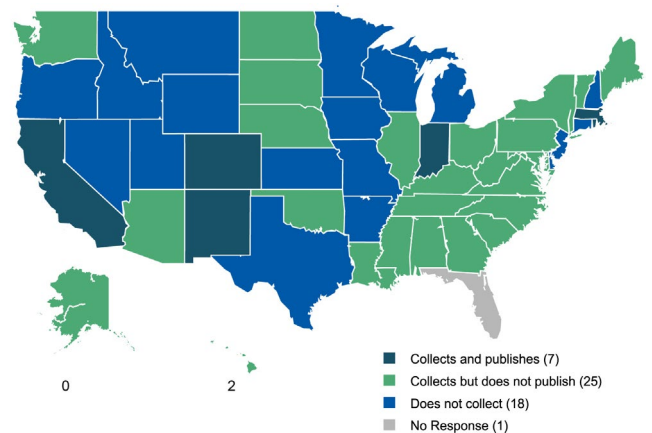 0 2
Collects and publishes (7)
Collects but does not publish (25)
Does not collect (18)
No Response (1)